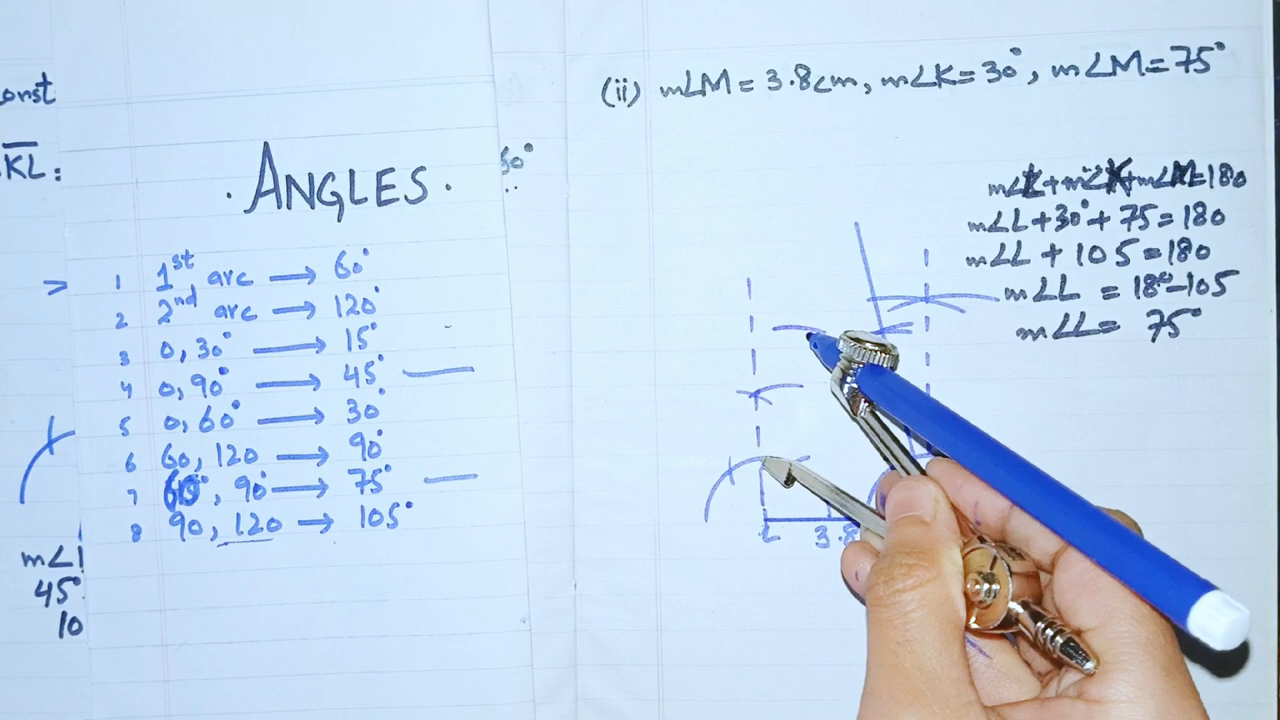 onst
KL:
. ANGLES .
1 1st arc → 60°
2 2nd arc → 120°
3 0, 30° → 15°
4 0, 90° → 45°
5 0, 60° → 30°
6 60, 120 → 90°
7 60°, 90° → 75°
8 90, 120 → 105°
m∠
45°
10
(ii) m∠M = 3.8cm, m∠K = 30°, m∠M = 75°
m∠L + m∠K + m∠M = 180
m∠L + 30° + 75 = 180
m∠L + 105 = 180
m∠L = 180-105
m∠L = 75°
L 3.8